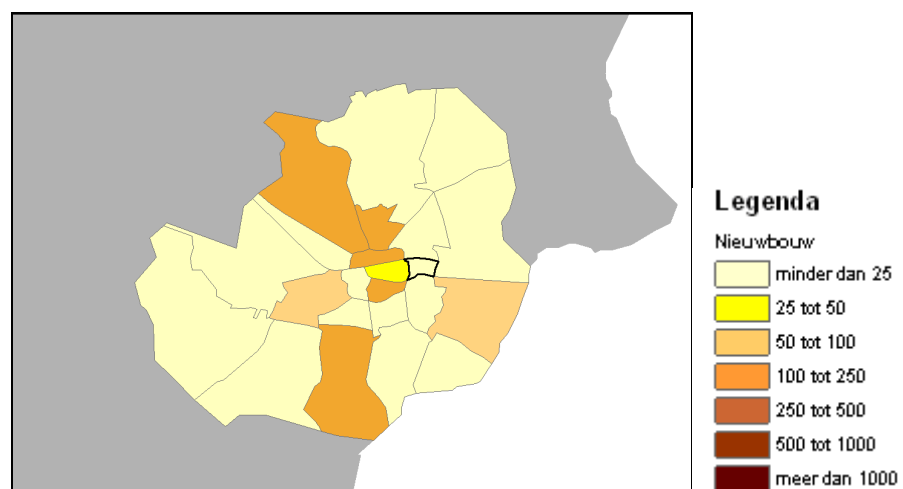 Legenda
Nieuwbouw
minder dan 25
25 tot 50
50 tot 100
100 tot 250
250 tot 500
500 tot 1000
meer dan 1000